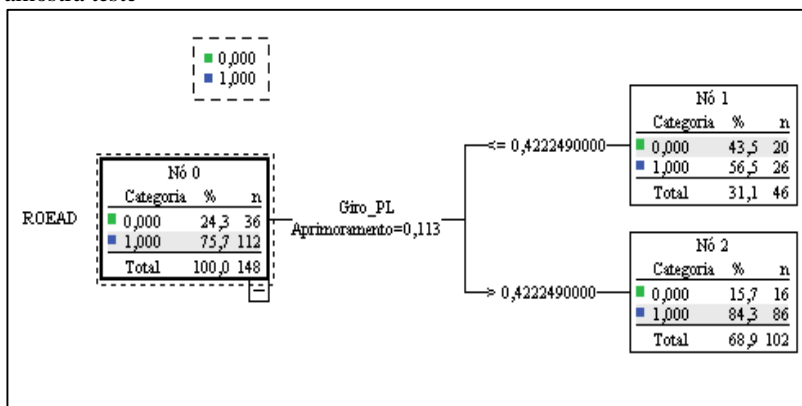 amostra teste
0,000
1,000
ROEAD
Nó 0
Categoria % n
0,000 24,3 36
1,000 75,7 112
Total 100,0 148
Giro_PL
Aprimoramento=0,113
<= 0,4222490000
Nó 1
Categoria % n
0,000 43,5 20
1,000 56,5 26
Total 31,1 46
> 0,4222490000
Nó 2
Categoria % n
0,000 15,7 16
1,000 84,3 86
Total 68,9 102